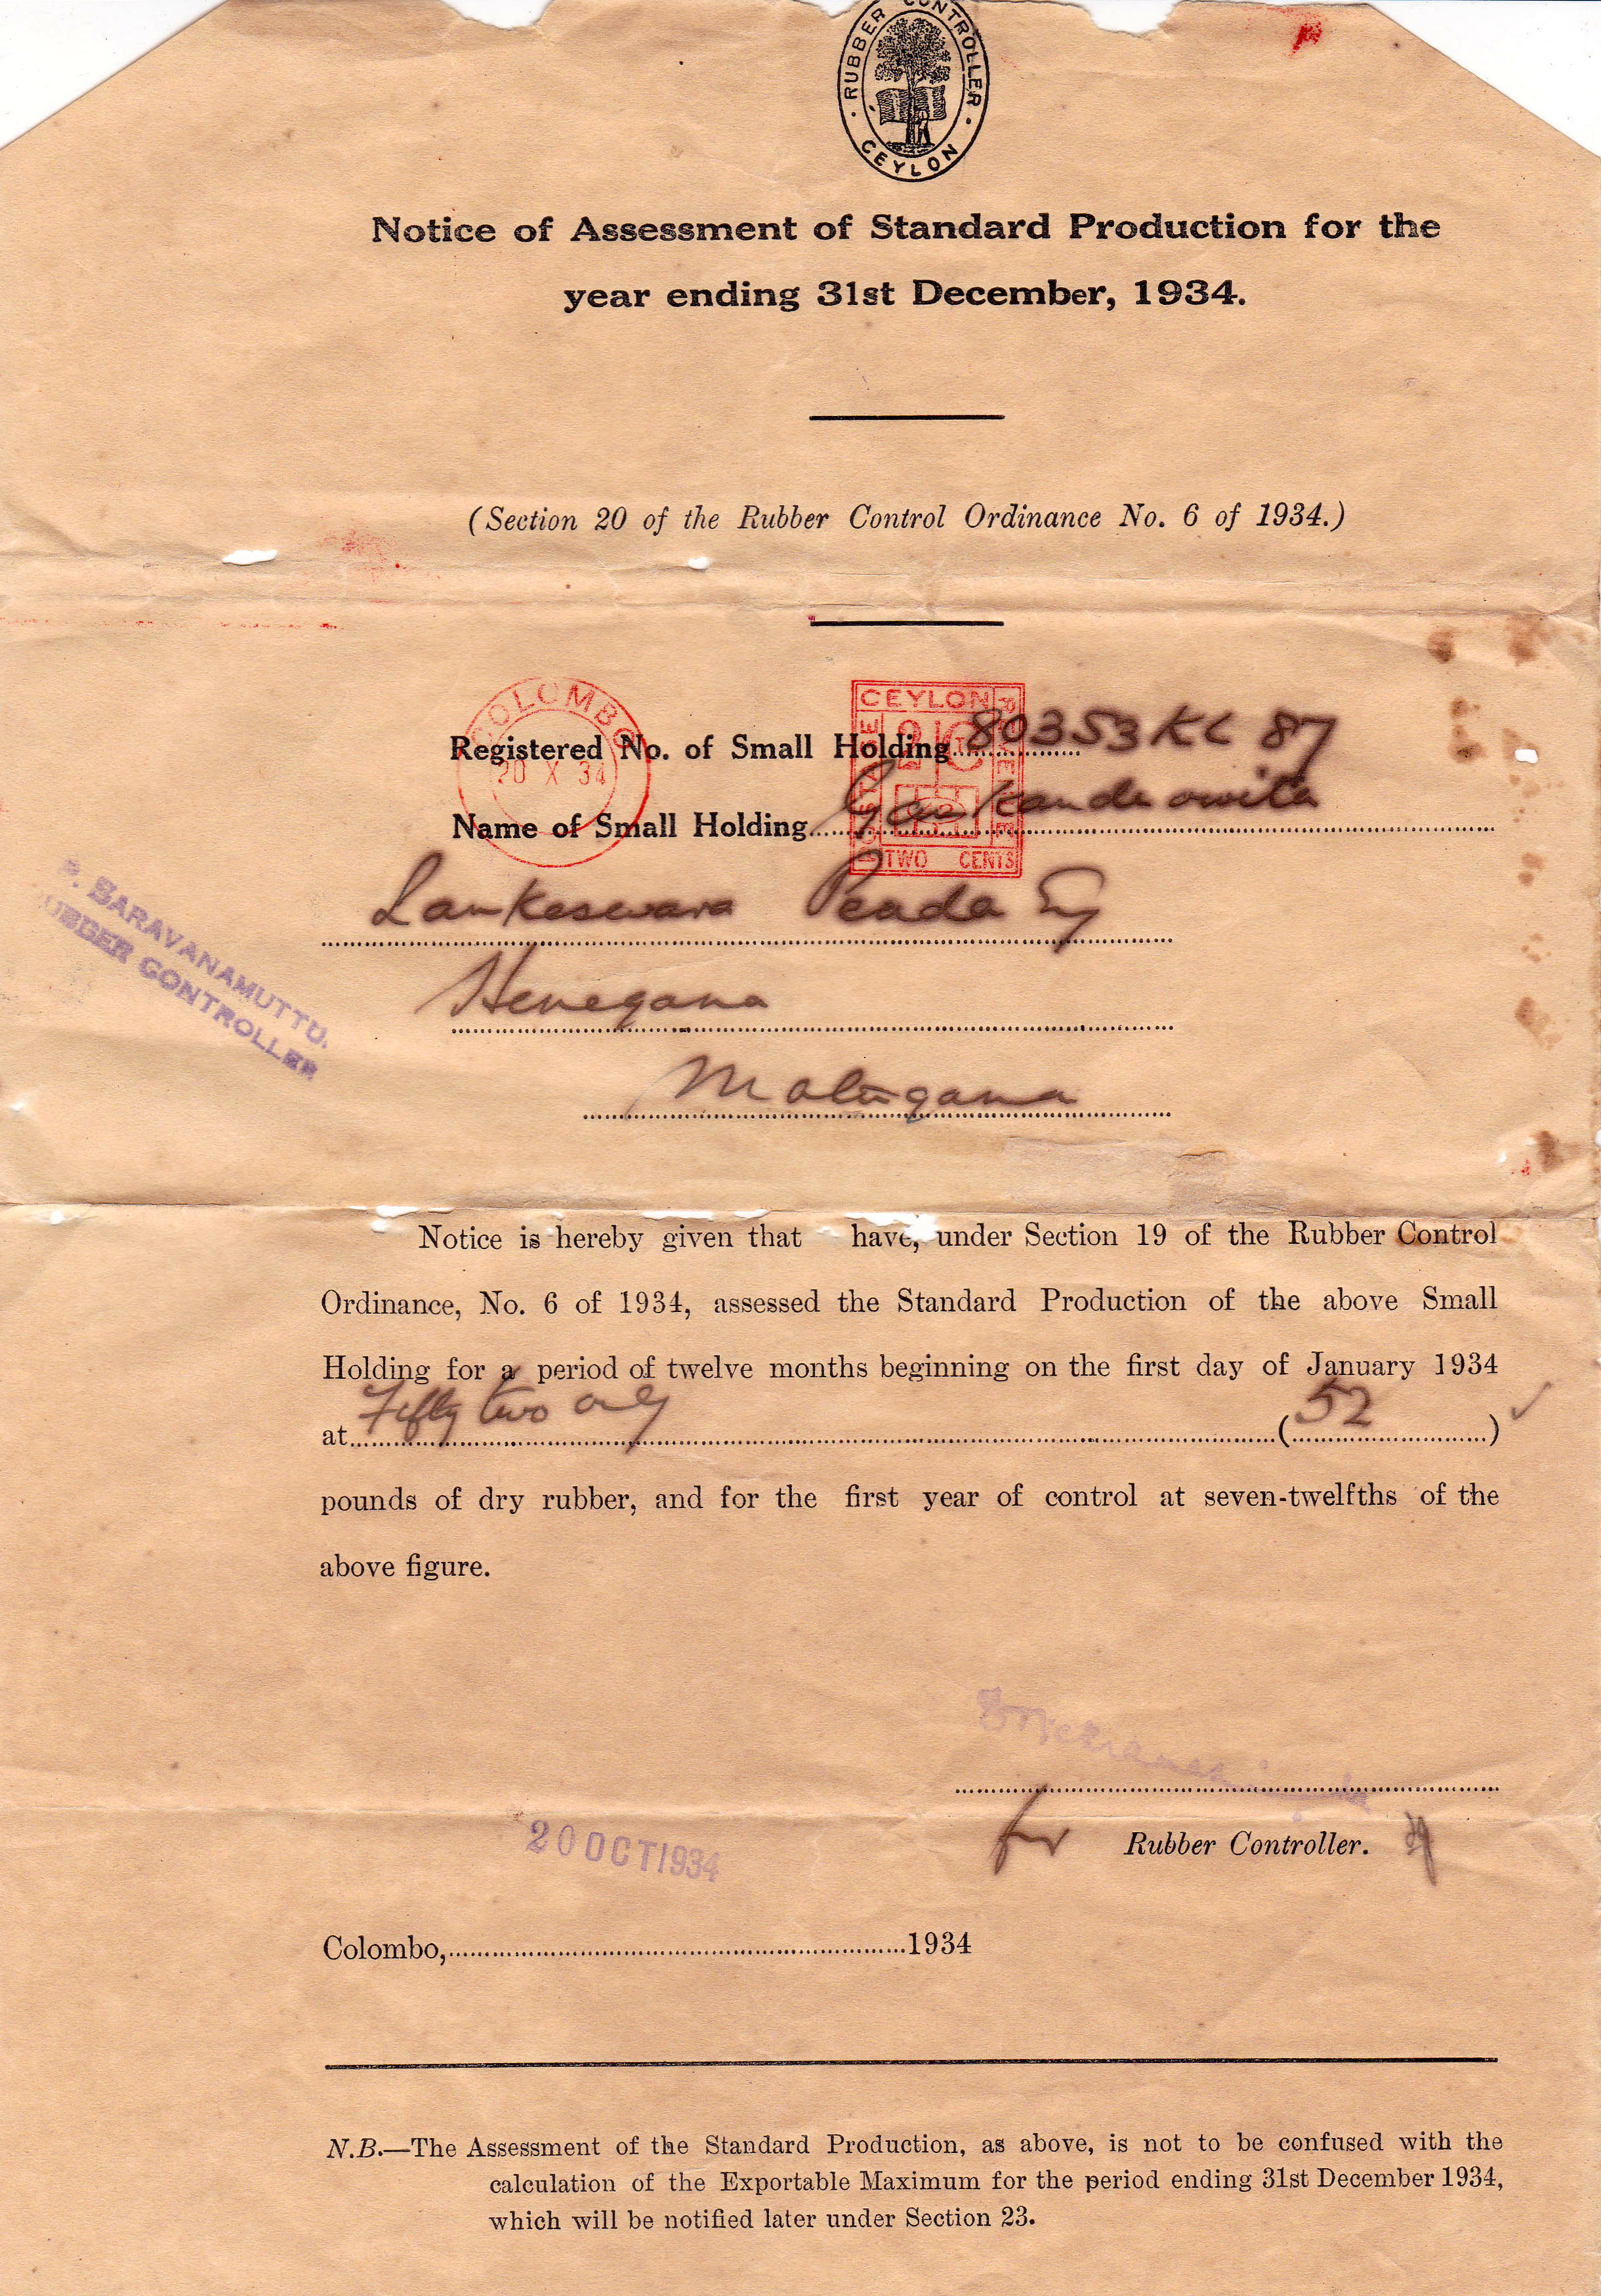 RUBBER CONTROLLER
CEYLON
Notice of Assessment of Standard Production for the
year ending 31st December, 1934.
(Section 20 of the Rubber Control Ordinance No. 6 of 1934.)
COLOMBO
20 X 34
CEYLON
POSTAGE
REVENUE
TWO CENTS
Registered No. of Small Holding 80353 KL 87
Name of Small Holding
Lankeswara Peada
Henegama
Matugama
P. SARAVANAMUTTU.
RUBBER CONTROLLER
Notice is hereby given that have, under Section 19 of the Rubber Control
Ordinance, No. 6 of 1934, assessed the Standard Production of the above Small
Holding for a period of twelve months beginning on the first day of January 1934
at Fifty two only (52)
pounds of dry rubber, and for the first year of control at seven-twelfths of the
above figure.
for Rubber Controller.
20 OCT 1934
Colombo, 1934
N.B.—The Assessment of the Standard Production, as above, is not to be confused with the
calculation of the Exportable Maximum for the period ending 31st December 1934,
which will be notified later under Section 23.